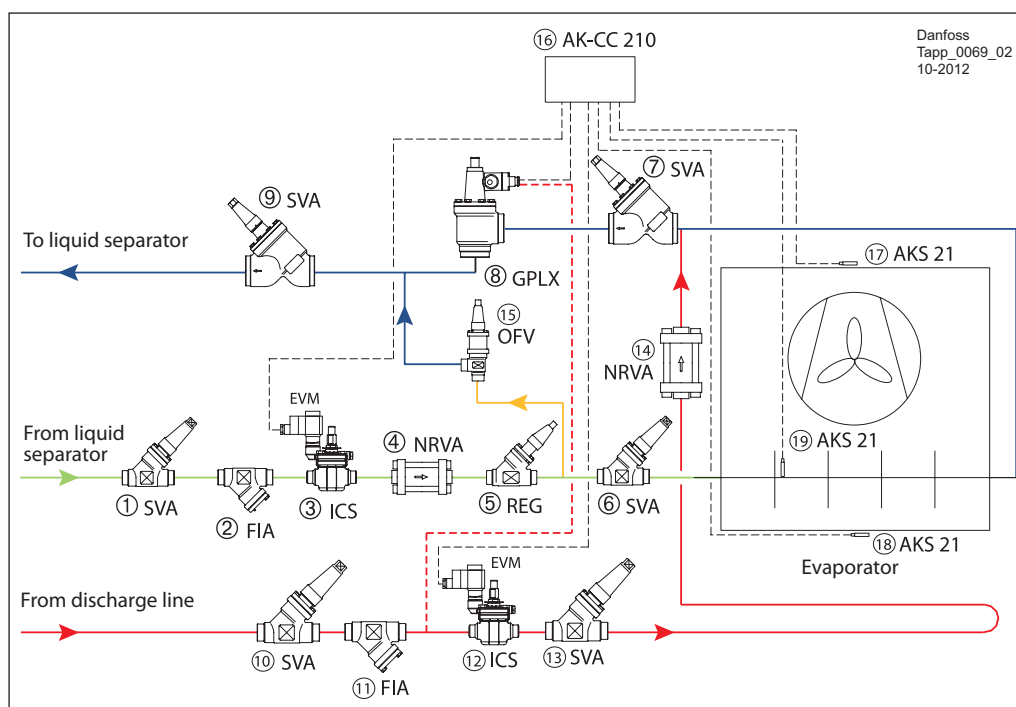 ⑯ AK-CC 210
Danfoss
Tapp_0069_02
10-2012
⑦ SVA
⑨ SVA
To liquid separator
⑰ AKS 21
⑧ GPLX
⑮
OFV
⑭
NRVA
EVM
From liquid
separator
④ NRVA
⑲ AKS 21
① SVA
② FIA
③ ICS
⑤ REG
⑥ SVA
⑱ AKS 21
Evaporator
EVM
From discharge line
⑩ SVA
⑪ FIA
⑫ ICS
⑬ SVA